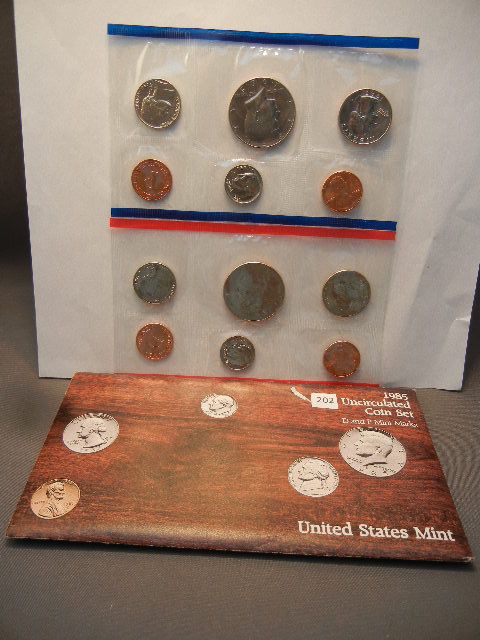 1985
Uncirculated
Coin Set
D and P Mint Marks
202
United States Mint